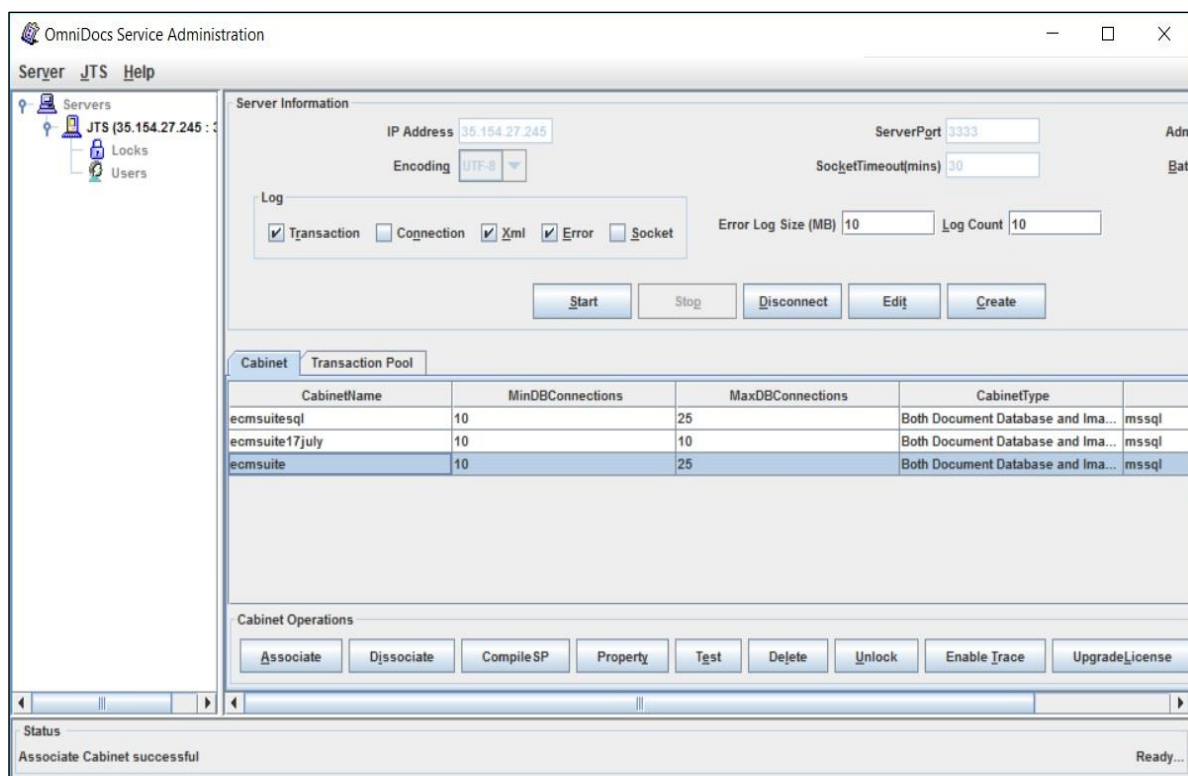 OmniDocs Service Administration
Server JTS Help
Servers
JTS (35.154.27.245 : 3
Locks
Users
Server Information
IP Address 35.154.27.245 ServerPort 3333 Adn
Encoding UTF-8 SocketTimeout(mins) 30 Bat
Log
Transaction Connection Xml Error Socket Error Log Size (MB) 10 Log Count 10
Start Stop Disconnect Edit Create
Cabinet Transaction Pool
CabinetName MinDBConnections MaxDBConnections CabinetType
ecmsuitesql 10 25 Both Document Database and Ima... mssql
ecmsuite17july 10 10 Both Document Database and Ima... mssql
ecmsuite 10 25 Both Document Database and Ima... mssql
Cabinet Operations
Associate Dissociate CompileSP Property Test Delete Unlock Enable Trace UpgradeLicense
Status
Associate Cabinet successful Ready...